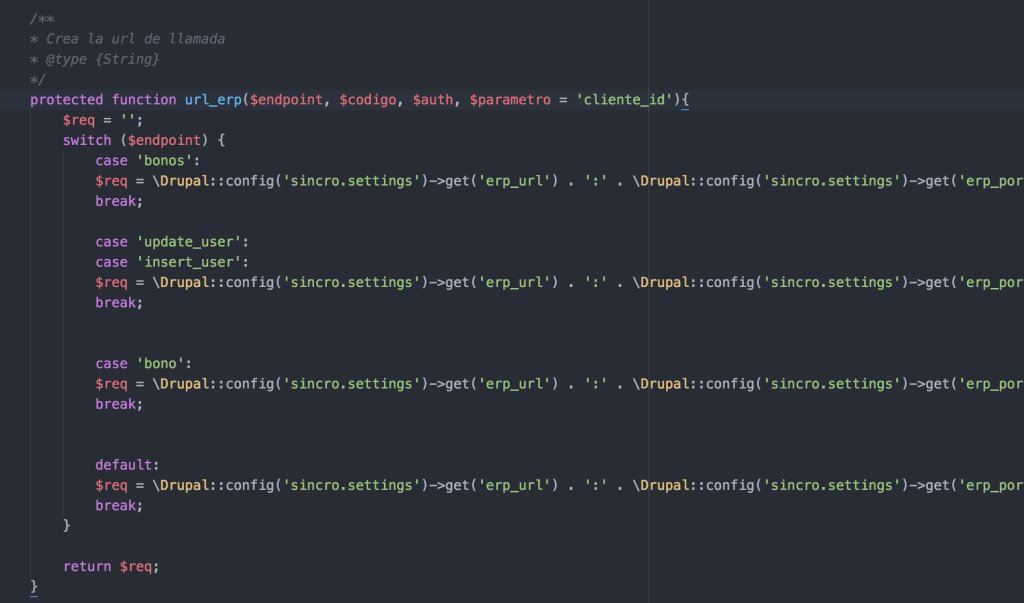 /**
* Crea la url de llamada
* @type {String}
*/
protected function url_erp($endpoint, $codigo, $auth, $parametro = 'cliente_id'){
$req = '';
switch ($endpoint) {
case 'bonos':
$req = \Drupal::config('sincro.settings')->get('erp_url') . ':' . \Drupal::config('sincro.settings')->get('erp_por
break;
case 'update_user':
case 'insert_user':
$req = \Drupal::config('sincro.settings')->get('erp_url') . ':' . \Drupal::config('sincro.settings')->get('erp_por
break;
case 'bono':
$req = \Drupal::config('sincro.settings')->get('erp_url') . ':' . \Drupal::config('sincro.settings')->get('erp_por
break;
default:
$req = \Drupal::config('sincro.settings')->get('erp_url') . ':' . \Drupal::config('sincro.settings')->get('erp_por
break;
}
return $req;
}